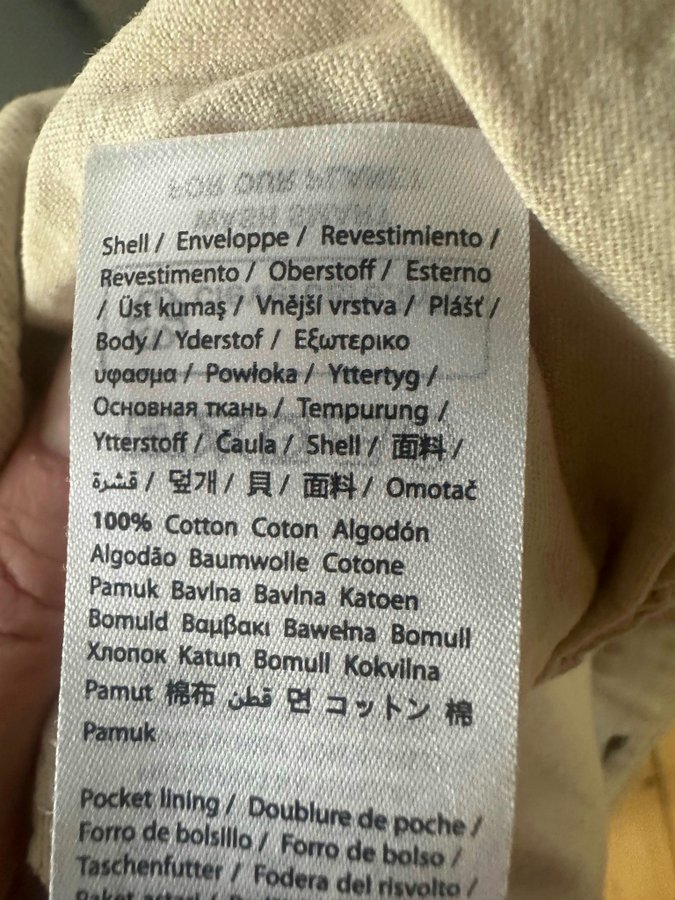 Shell / Enveloppe / Revestimiento /
Revestimento / Oberstoff / Esterno
/ Üst kumaş / Vnější vrstva / Plášť /
Body / Yderstof / Εξωτερικο
υφασμα / Powłoka / Yttertyg /
Основная ткань / Tempurung /
Ytterstoff / Čaula / Shell / 面料 /
قشرة / 덮개 / 貝 / 面料 / Omotač
100% Cotton Coton Algodón
Algodão Baumwolle Cotone
Pamuk Bavlna Bavlna Katoen
Bomuld Βαμβακι Bawełna Bomull
Хлопок Katun Bomull Kokvilna
Pamut 棉布 قطن 면 コットン 棉
Pamuk
Pocket lining / Doublure de poche /
Forro de bolsillo / Forro de bolso /
Taschenfutter / Fodera del risvolto /